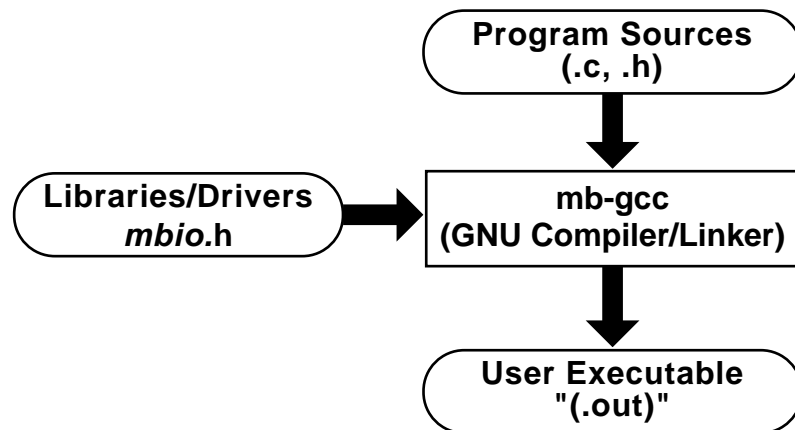 Program Sources
(.c, .h)
Libraries/Drivers
mbio.h
mb-gcc
(GNU Compiler/Linker)
User Executable
"(.out)"